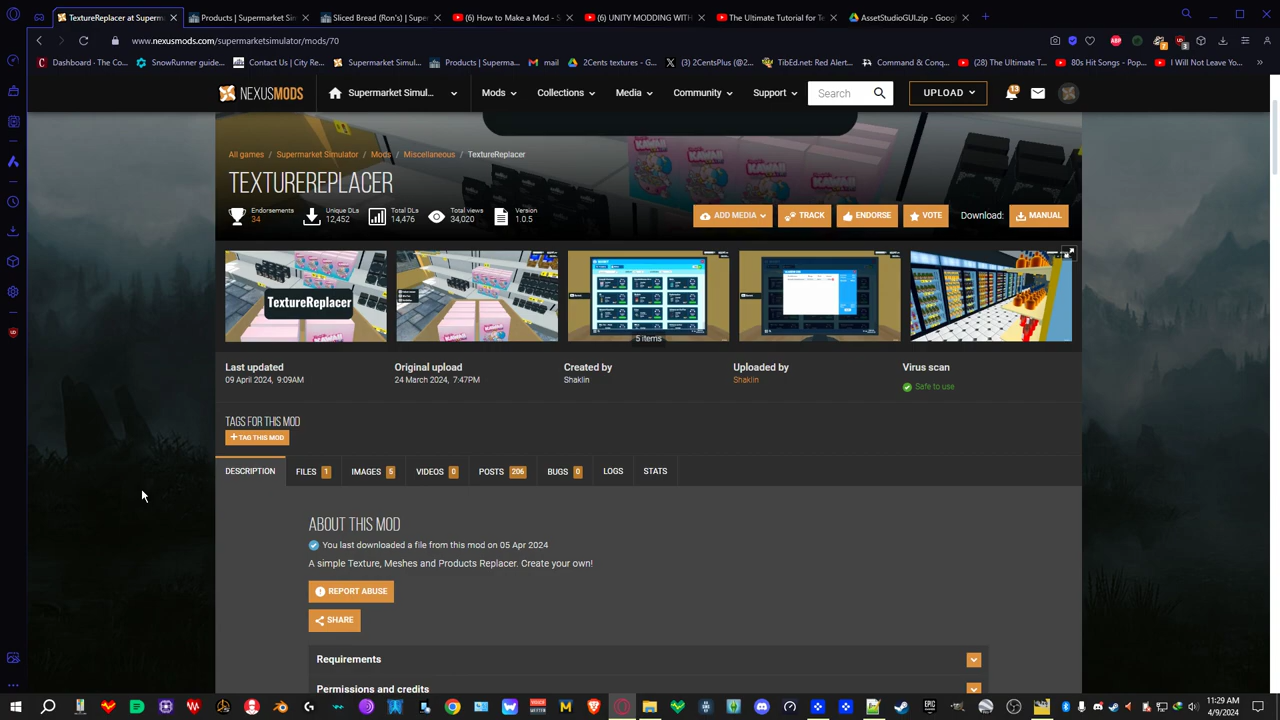 TextureReplacer at Superm
Products | Supermarket Sim
Sliced Bread (Ron's) | Supe
(6) How to Make a Mod - S
(6) UNITY MODDING WITH
The Ultimate Tutorial for Te
AssetStudioGUI.zip - Googl
www.nexusmods.com/supermarketsimulator/mods/70
Dashboard · The Co...
SnowRunner guide...
Contact Us | City Re...
Supermarket Simul...
Products | Superma...
mail
2Cents textures - G...
(3) 2CentsPlus (@2...
TibEd.net: Red Alert...
Command & Conq...
(28) The Ultimate T...
80s Hit Songs - Pop...
I Will Not Leave Yo...
NEXUSMODS
Supermarket Simul...
Mods
Collections
Media
Community
Support
Search
UPLOAD
13
All games / Supermarket Simulator / Mods / Miscellaneous / TextureReplacer
TEXTUREREPLACER
Endorsements
34
Unique DLs
12,452
Total DLs
14,476
Total views
34,020
Version
1.0.5
ADD MEDIA
TRACK
ENDORSE
VOTE
Download:
MANUAL
TextureReplacer
5 items
Last updated
09 April 2024, 9:09AM
Original upload
24 March 2024, 7:47PM
Created by
Shaklin
Uploaded by
Shaklin
Virus scan
Safe to use
TAGS FOR THIS MOD
+ TAG THIS MOD
DESCRIPTION
FILES 1
IMAGES 5
VIDEOS 0
POSTS 206
BUGS 0
LOGS
STATS
ABOUT THIS MOD
You last downloaded a file from this mod on 05 Apr 2024
A simple Texture, Meshes and Products Replacer. Create your own!
REPORT ABUSE
SHARE
Requirements
Permissions and credits
11:29 AM
4/9/2024